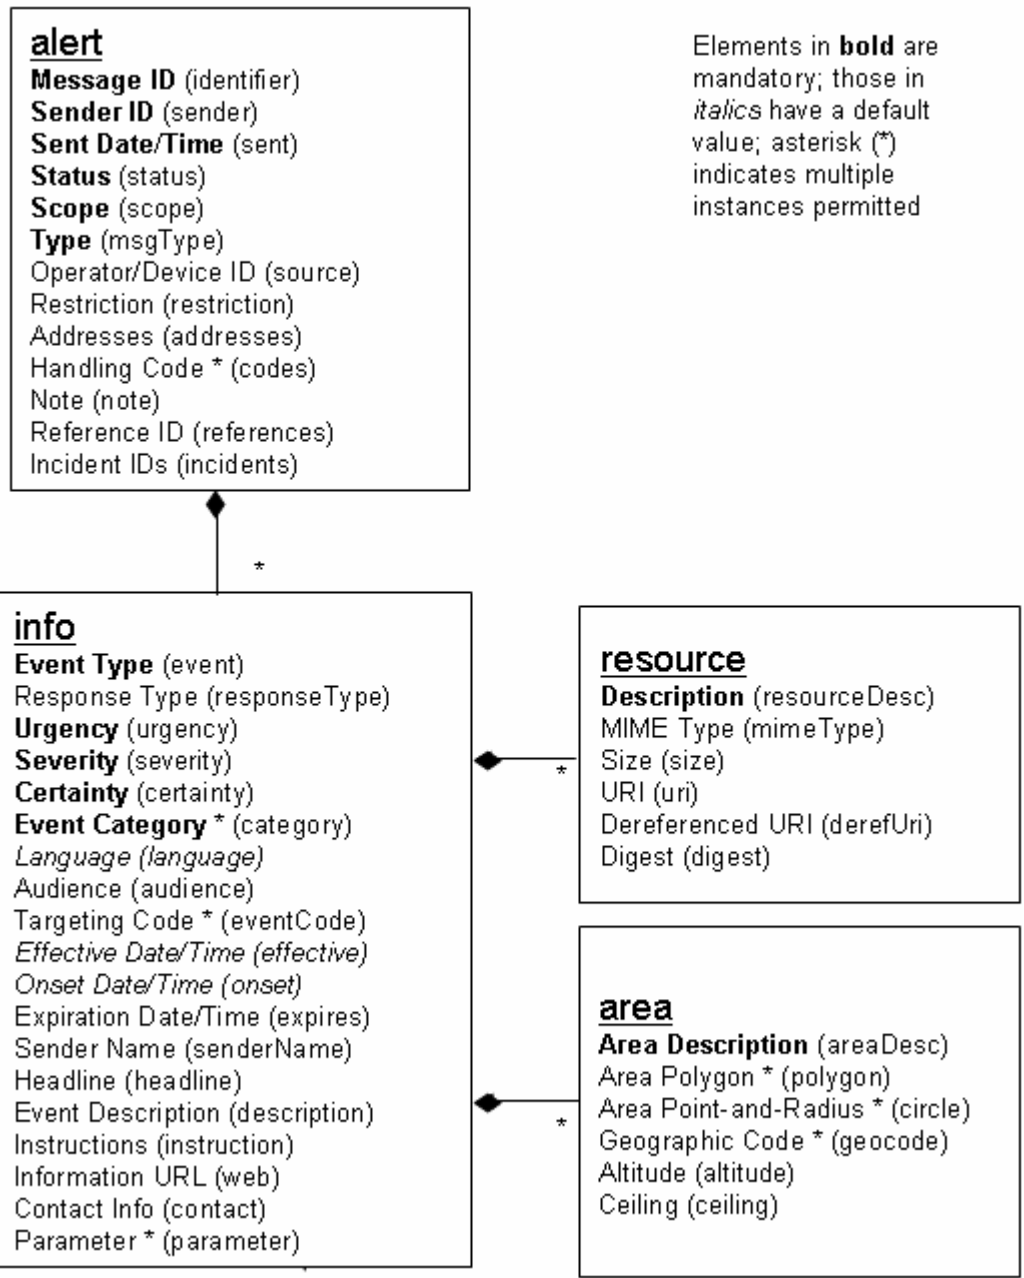 alert
Message ID (identifier)
Sender ID (sender)
Sent Date/Time (sent)
Status (status)
Scope (scope)
Type (msgType)
Operator/Device ID (source)
Restriction (restriction)
Addresses (addresses)
Handling Code * (codes)
Note (note)
Reference ID (references)
Incident IDs (incidents)
Elements in bold are
mandatory; those in
italics have a default
value; asterisk (*)
indicates multiple
instances permitted
*
info
Event Type (event)
Response Type (responseType)
Urgency (urgency)
Severity (severity)
Certainty (certainty)
Event Category * (category)
Language (language)
Audience (audience)
Targeting Code * (eventCode)
Effective Date/Time (effective)
Onset Date/Time (onset)
Expiration Date/Time (expires)
Sender Name (senderName)
Headline (headline)
Event Description (description)
Instructions (instruction)
Information URL (web)
Contact Info (contact)
Parameter * (parameter)
*
resource
Description (resourceDesc)
MIME Type (mimeType)
Size (size)
URI (uri)
Dereferenced URI (derefUri)
Digest (digest)
*
area
Area Description (areaDesc)
Area Polygon * (polygon)
Area Point-and-Radius * (circle)
Geographic Code * (geocode)
Altitude (altitude)
Ceiling (ceiling)